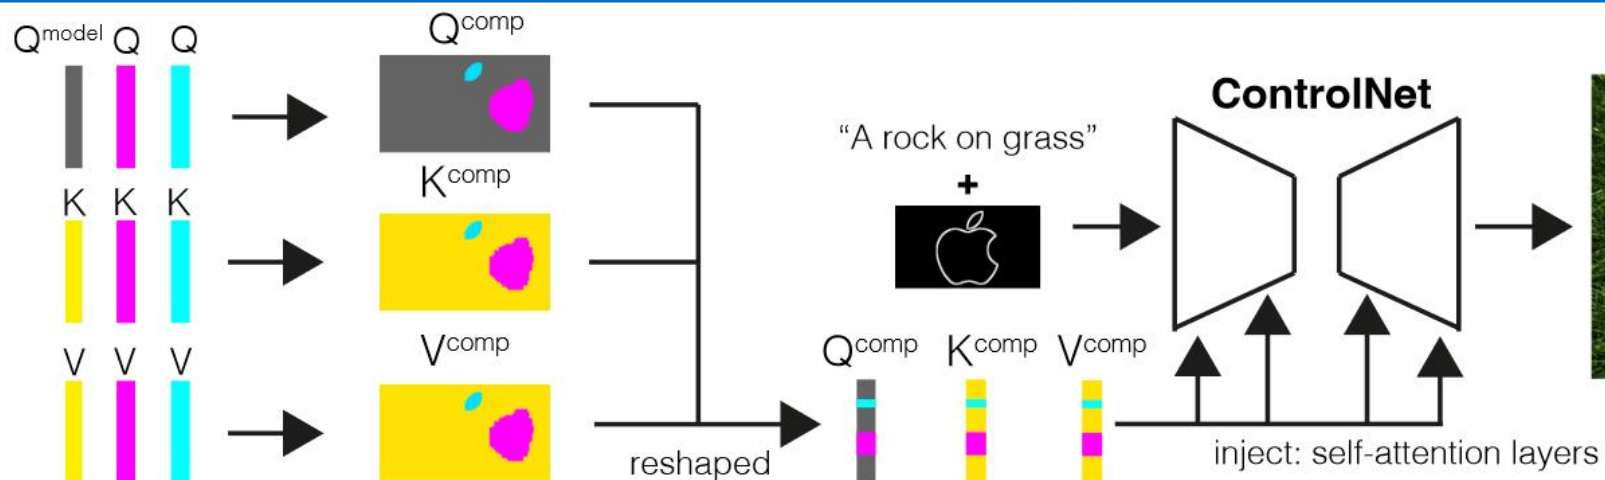 Q^model Q Q
Q^comp
K K K
K^comp
V V V
V^comp
reshaped
"A rock on grass"
+
ControlNet
Q^comp K^comp V^comp
inject: self-attention layers